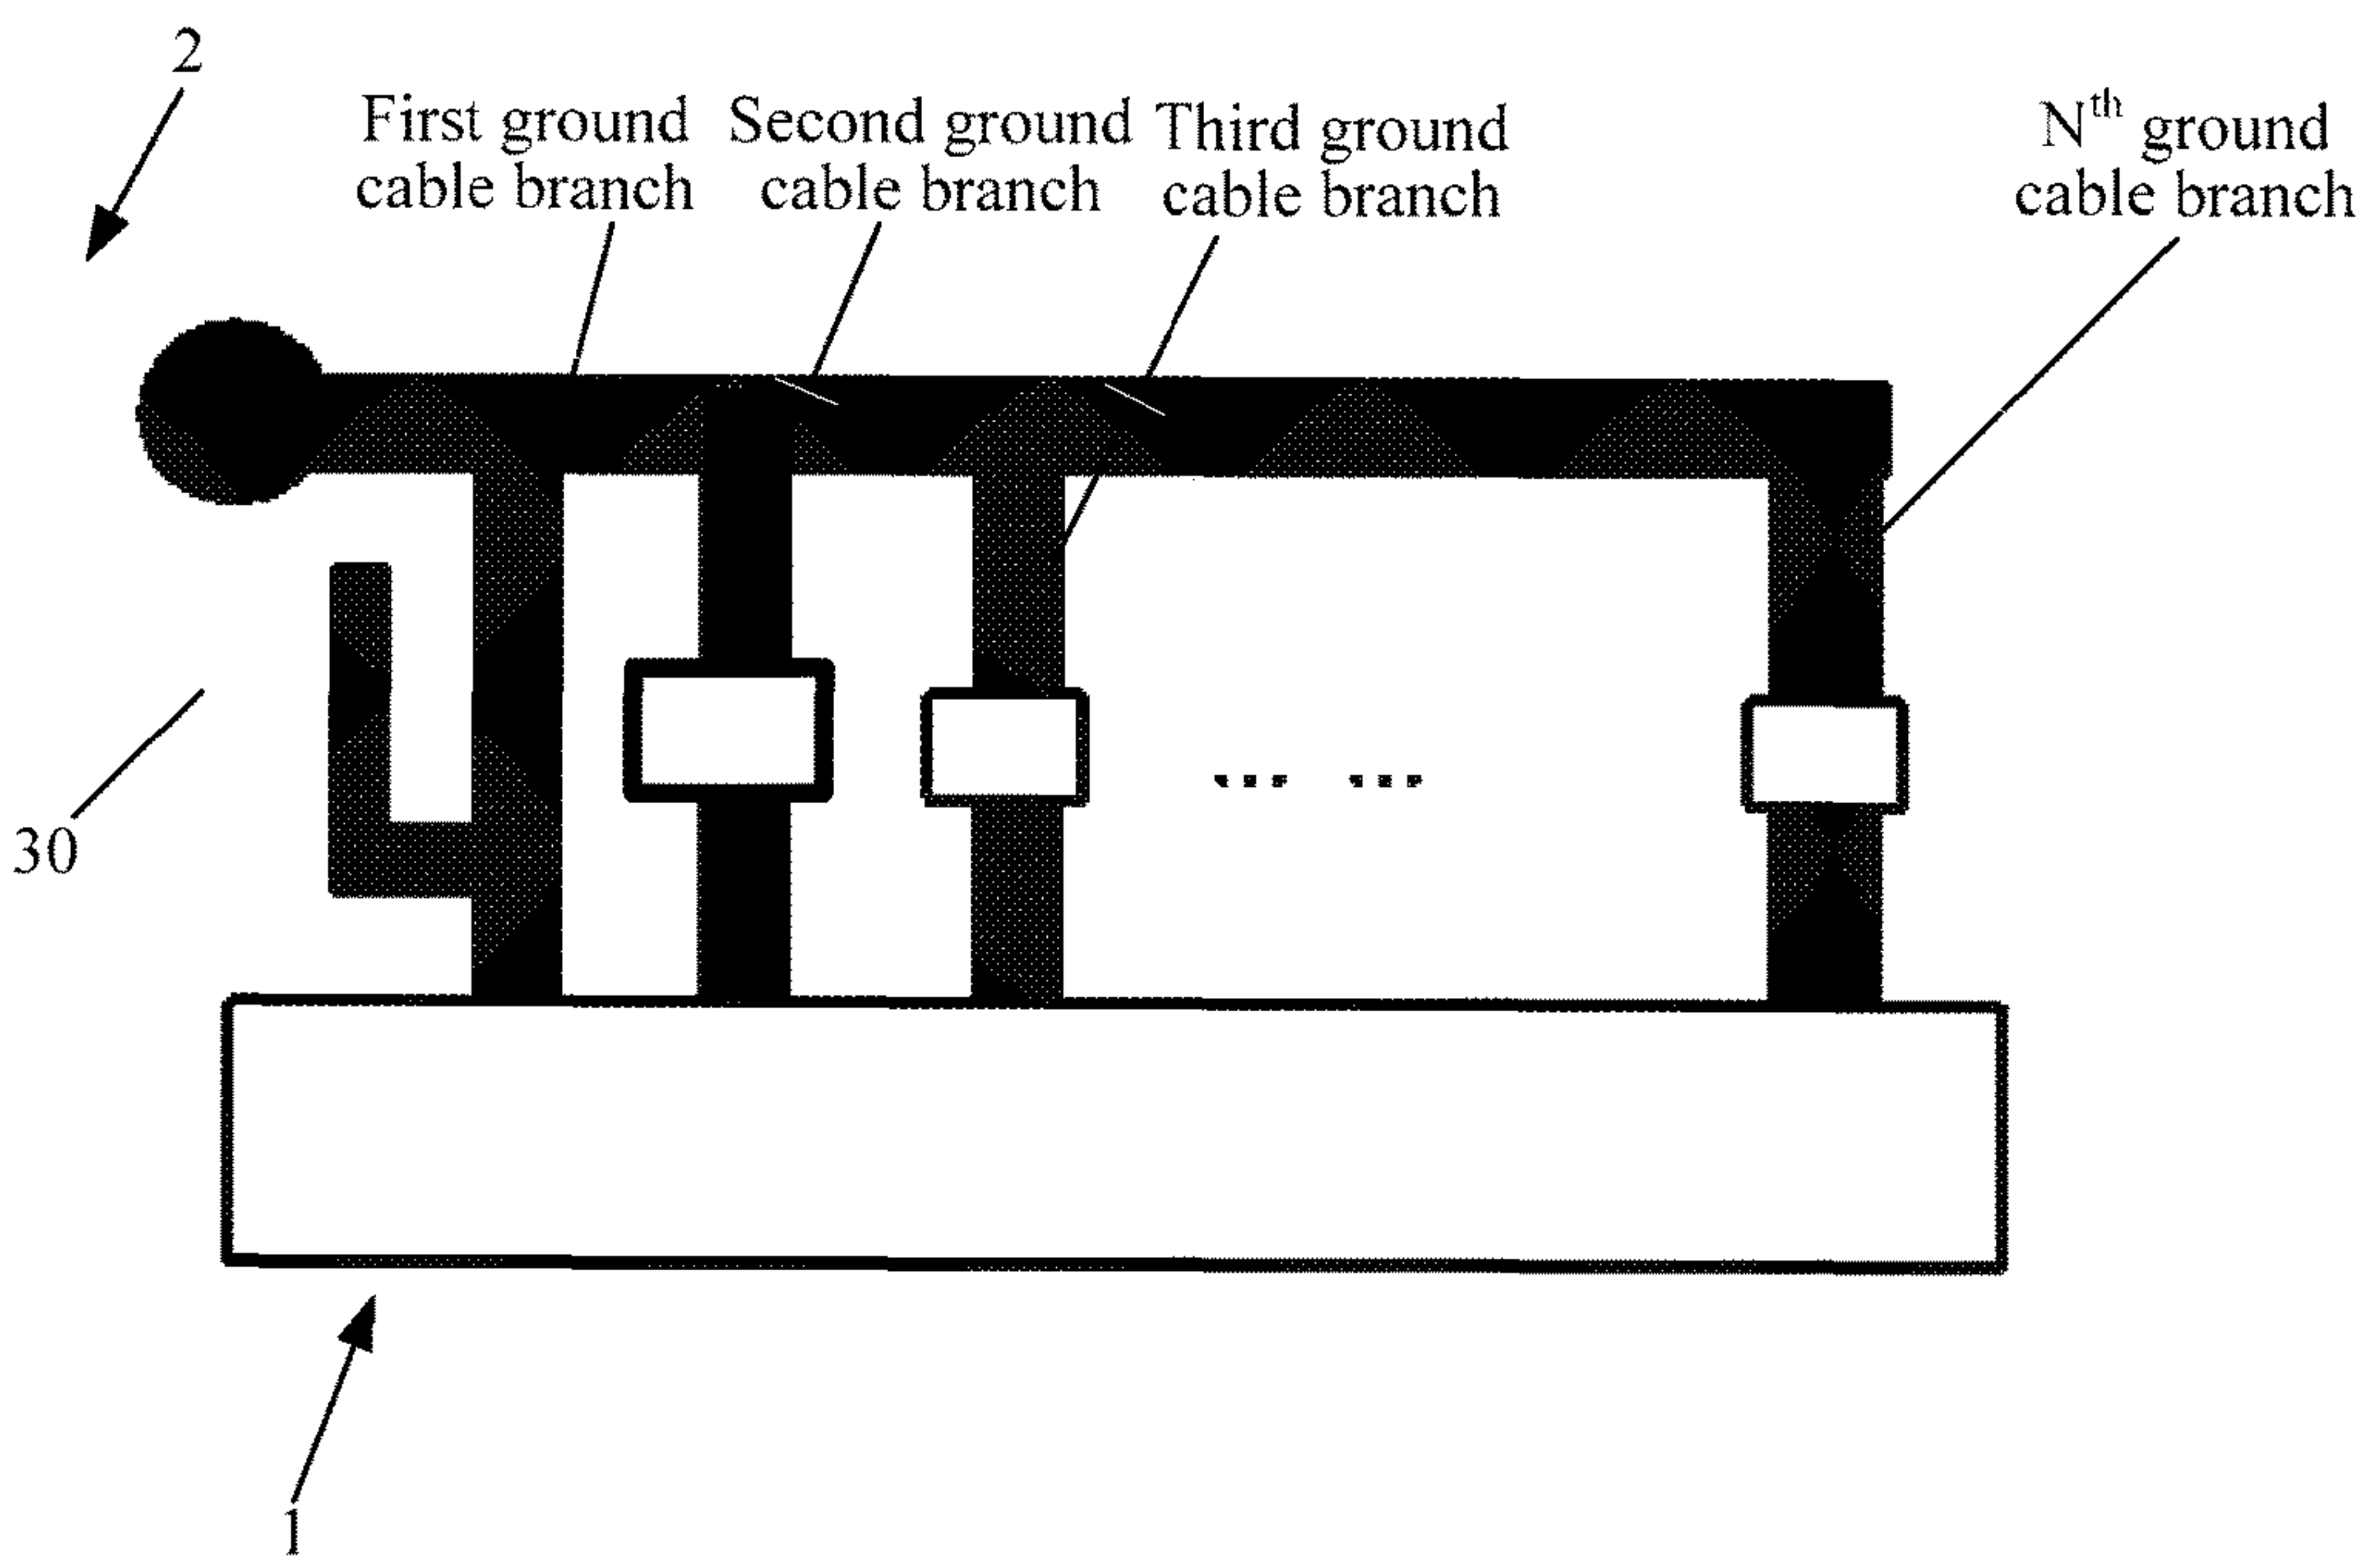 2
First ground
cable branch
Second ground
cable branch
Third ground
cable branch
Nth ground
cable branch
... ...
30
1